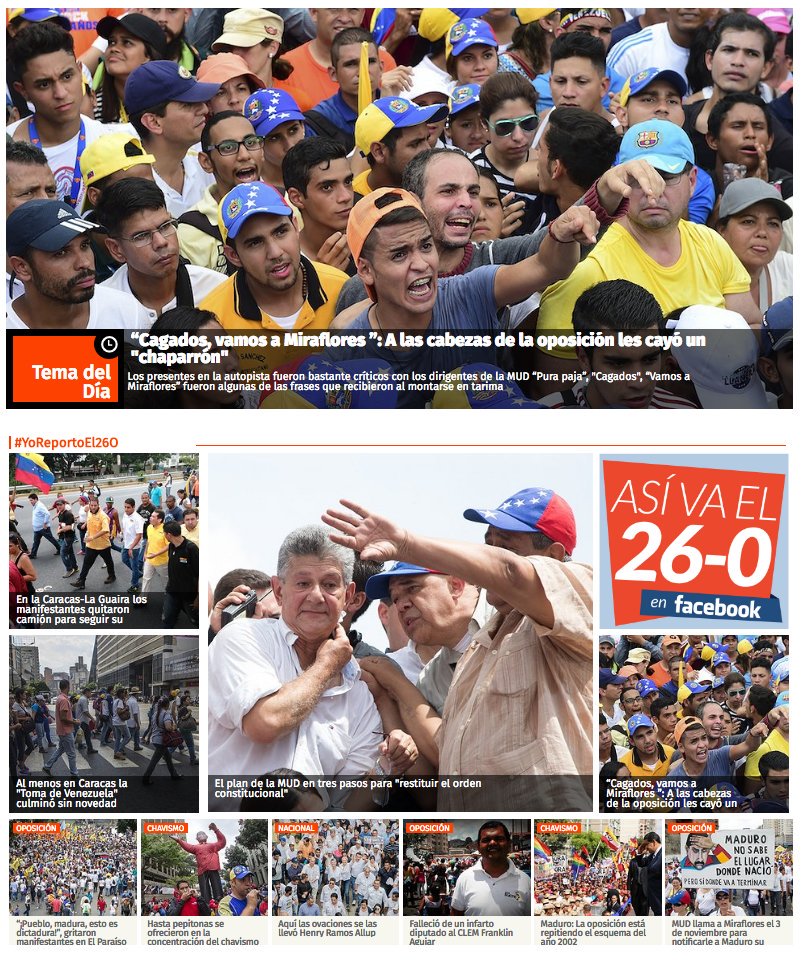 “Cagados, vamos a Miraflores ”: A las cabezas de la oposición les cayó un
"chaparrón"
Tema del
Día
Los presentes en la autopista fueron bastante críticos con los dirigentes de la MUD “Pura paja”, "Cagados", “Vamos a
Miraflores” fueron algunas de las frases que recibieron al montarse en tarima
#YoReportoEl26O
En la Caracas-La Guaira los
manifestantes quitaron
camión para seguir su
ASÍ VA EL
26-O
en facebook
Al menos en Caracas la
"Toma de Venezuela"
culminó sin novedad
El plan de la MUD en tres pasos para "restituir el orden
constitucional"
“Cagados, vamos a
Miraflores ”: A las cabezas
de la oposición les cayó un
OPOSICIÓN
CHAVISMO
NACIONAL
OPOSICIÓN
CHAVISMO
OPOSICIÓN
MADURO
NO SABE
EL LUGAR
DONDE NACIÓ
PERO SÍ DONDE VA A TERMINAR
“¡Pueblo, madura, esto es
dictadura!”, gritaron
manifestantes en El Paraíso
Hasta pepitonas se
ofrecieron en la
concentración del chavismo
Aquí las ovaciones se las
llevó Henry Ramos Allup
Falleció de un infarto
diputado al CLEM Franklin
Aguiar
Maduro: La oposición está
repitiendo el esquema del
año 2002
MUD llama a Miraflores el 3
de noviembre para
notificarle a Maduro su